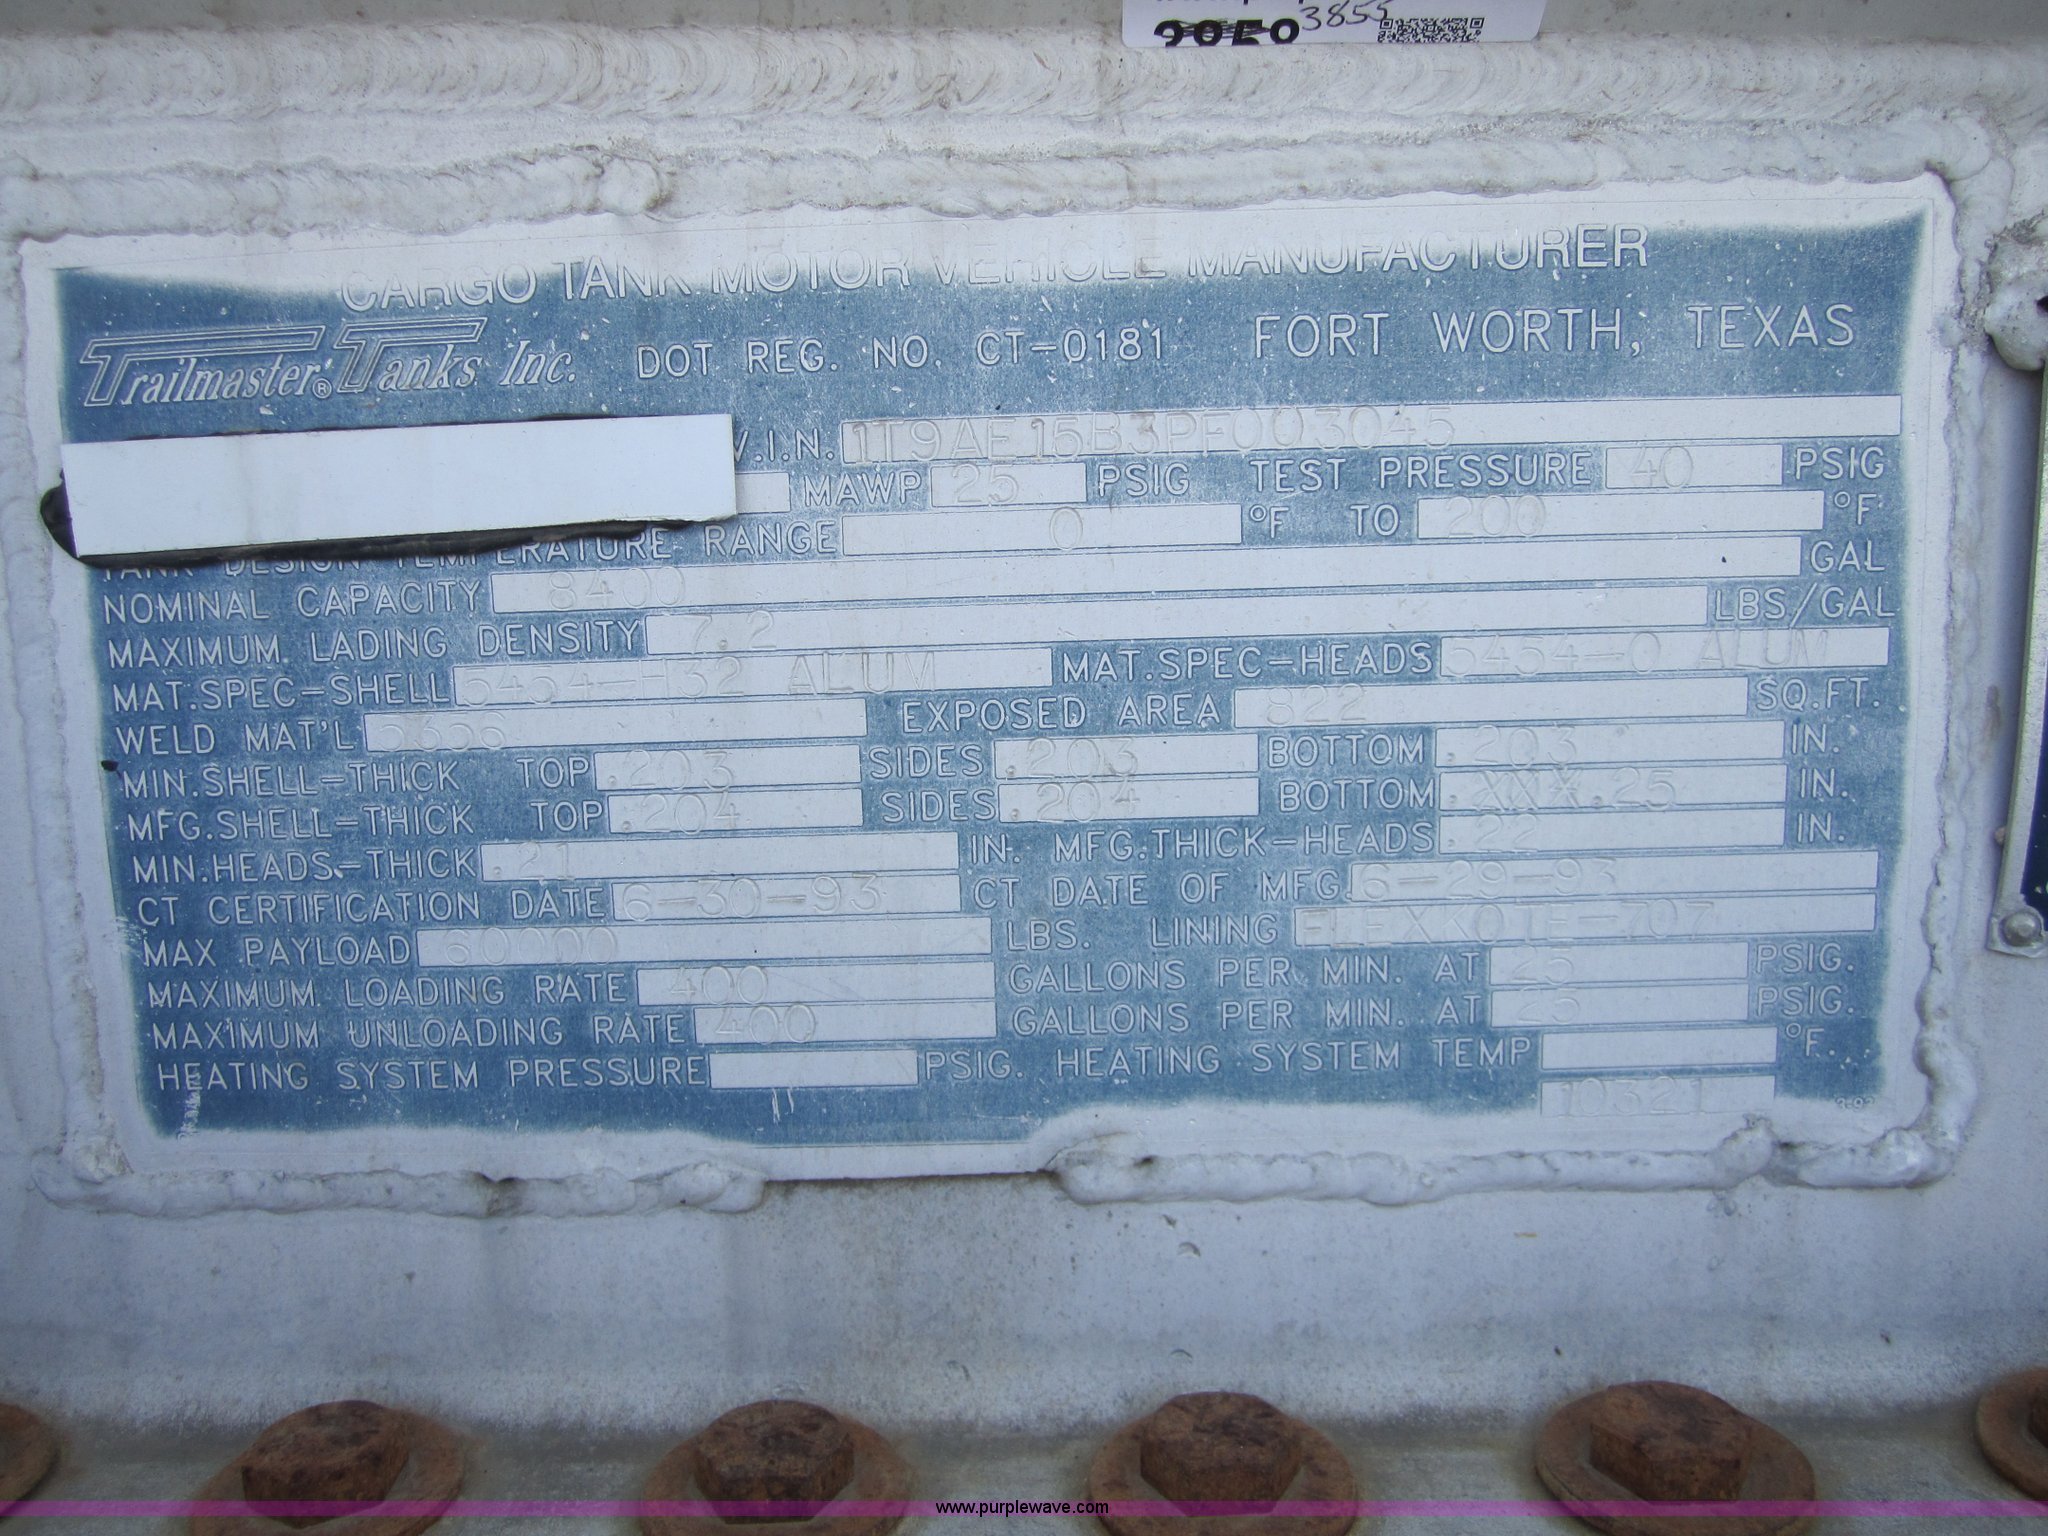 3858 3855
CARGO TANK MOTOR VEHICLE MANUFACTURER
Trailmaster® Tanks Inc. DOT REG. NO. CT-0181 FORT WORTH, TEXAS
V.I.N. 1T9AE15B3PF003045
MAWP 25 PSIG TEST PRESSURE 40 PSIG
TANK DESIGN TEMPERATURE RANGE 0 °F TO 200 °F
NOMINAL CAPACITY 8400 GAL
MAXIMUM LADING DENSITY 7.2 LBS/GAL
MAT.SPEC-SHELL 5454-H32 ALUM MAT.SPEC-HEADS 5454-0 ALUM
WELD MAT'L 5356 EXPOSED AREA 822 SQ.FT.
MIN.SHELL-THICK TOP .203 SIDES .203 BOTTOM .203 IN.
MFG.SHELL-THICK TOP .204 SIDES .204 BOTTOM .XXX.25 IN.
MIN.HEADS-THICK .21 IN. MFG.THICK-HEADS .22 IN.
CT CERTIFICATION DATE 6-30-93 CT DATE OF MFG. 6-29-93
MAX PAYLOAD 60000 LBS. LINING FLEXKOTE-707
MAXIMUM LOADING RATE 400 GALLONS PER MIN. AT 25 PSIG.
MAXIMUM UNLOADING RATE 400 GALLONS PER MIN. AT 25 PSIG.
HEATING SYSTEM PRESSURE PSIG. HEATING SYSTEM TEMP °F.
10321
www.purplewave.com